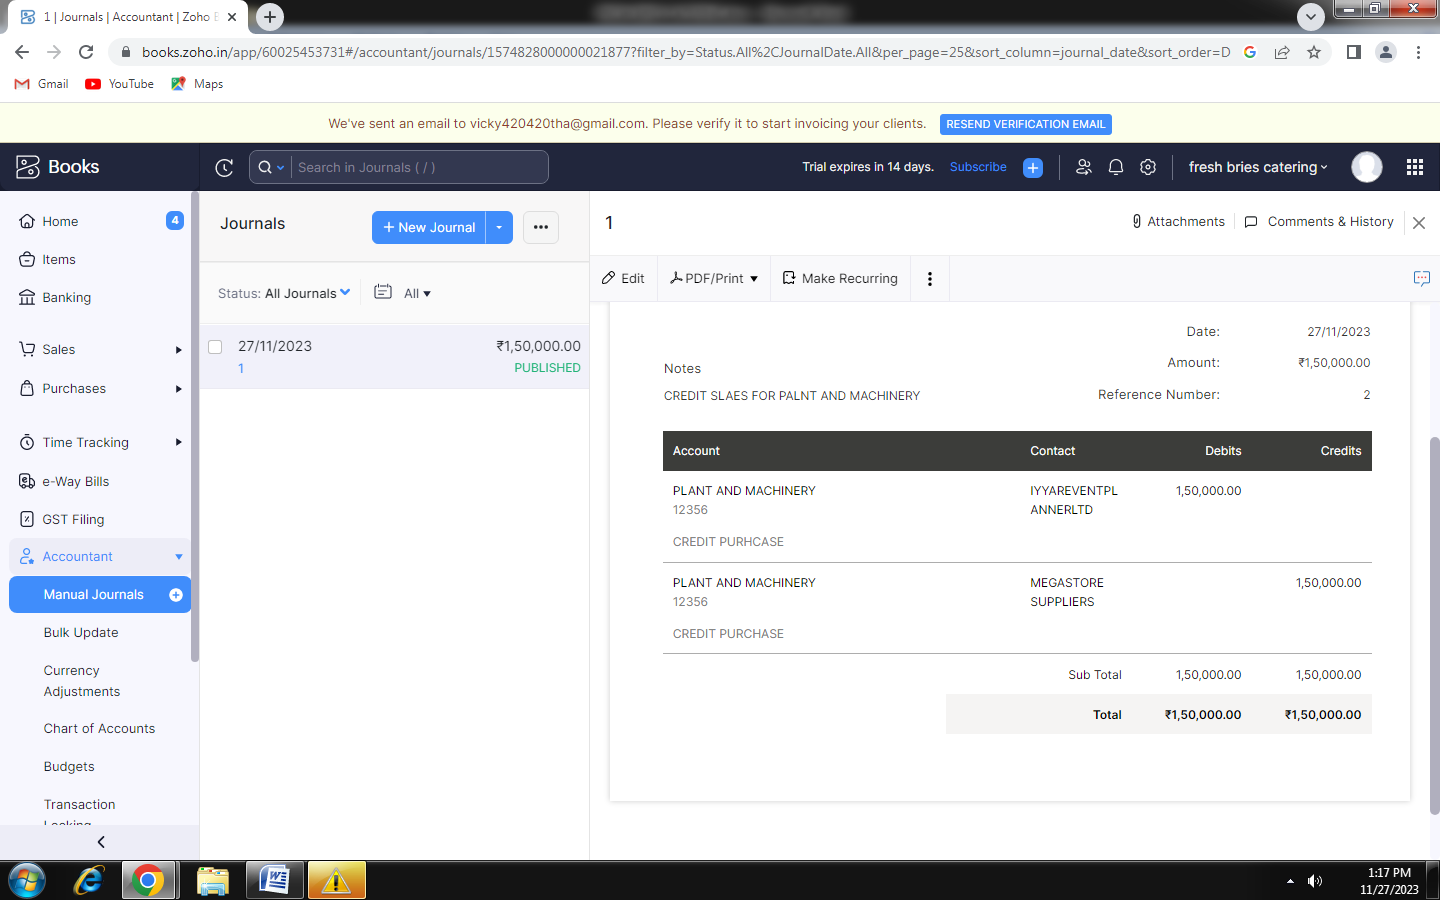 1 | Journals | Accountant | Zoho
books.zoho.in/app/60025453731#/accountant/journals/1574828000000021877?filter_by=Status.All%2CJournalDate.All&per_page=25&sort_column=journal_date&sort_order=D
Gmail YouTube Maps
We've sent an email to vicky420420tha@gmail.com. Please verify it to start invoicing your clients. RESEND VERIFICATION EMAIL
Books
Search in Journals ( / )
Trial expires in 14 days. Subscribe
fresh bries catering
Home 4
Items
Banking
Sales
Purchases
Time Tracking
e-Way Bills
GST Filing
Accountant
Manual Journals
Bulk Update
Currency
Adjustments
Chart of Accounts
Budgets
Transaction
Locking
Journals
+ New Journal
Status: All Journals All
27/11/2023 ₹1,50,000.00
1 PUBLISHED
1
Attachments Comments & History
Edit PDF/Print Make Recurring
Date: 27/11/2023
Amount: ₹1,50,000.00
Notes
Reference Number: 2
CREDIT SLAES FOR PALNT AND MACHINERY
Account Contact Debits Credits
PLANT AND MACHINERY IYYAREVENTPL 1,50,000.00
12356 ANNERLTD
CREDIT PURHCASE
PLANT AND MACHINERY MEGASTORE 1,50,000.00
12356 SUPPLIERS
CREDIT PURCHASE
Sub Total 1,50,000.00 1,50,000.00
Total ₹1,50,000.00 ₹1,50,000.00
1:17 PM
11/27/2023